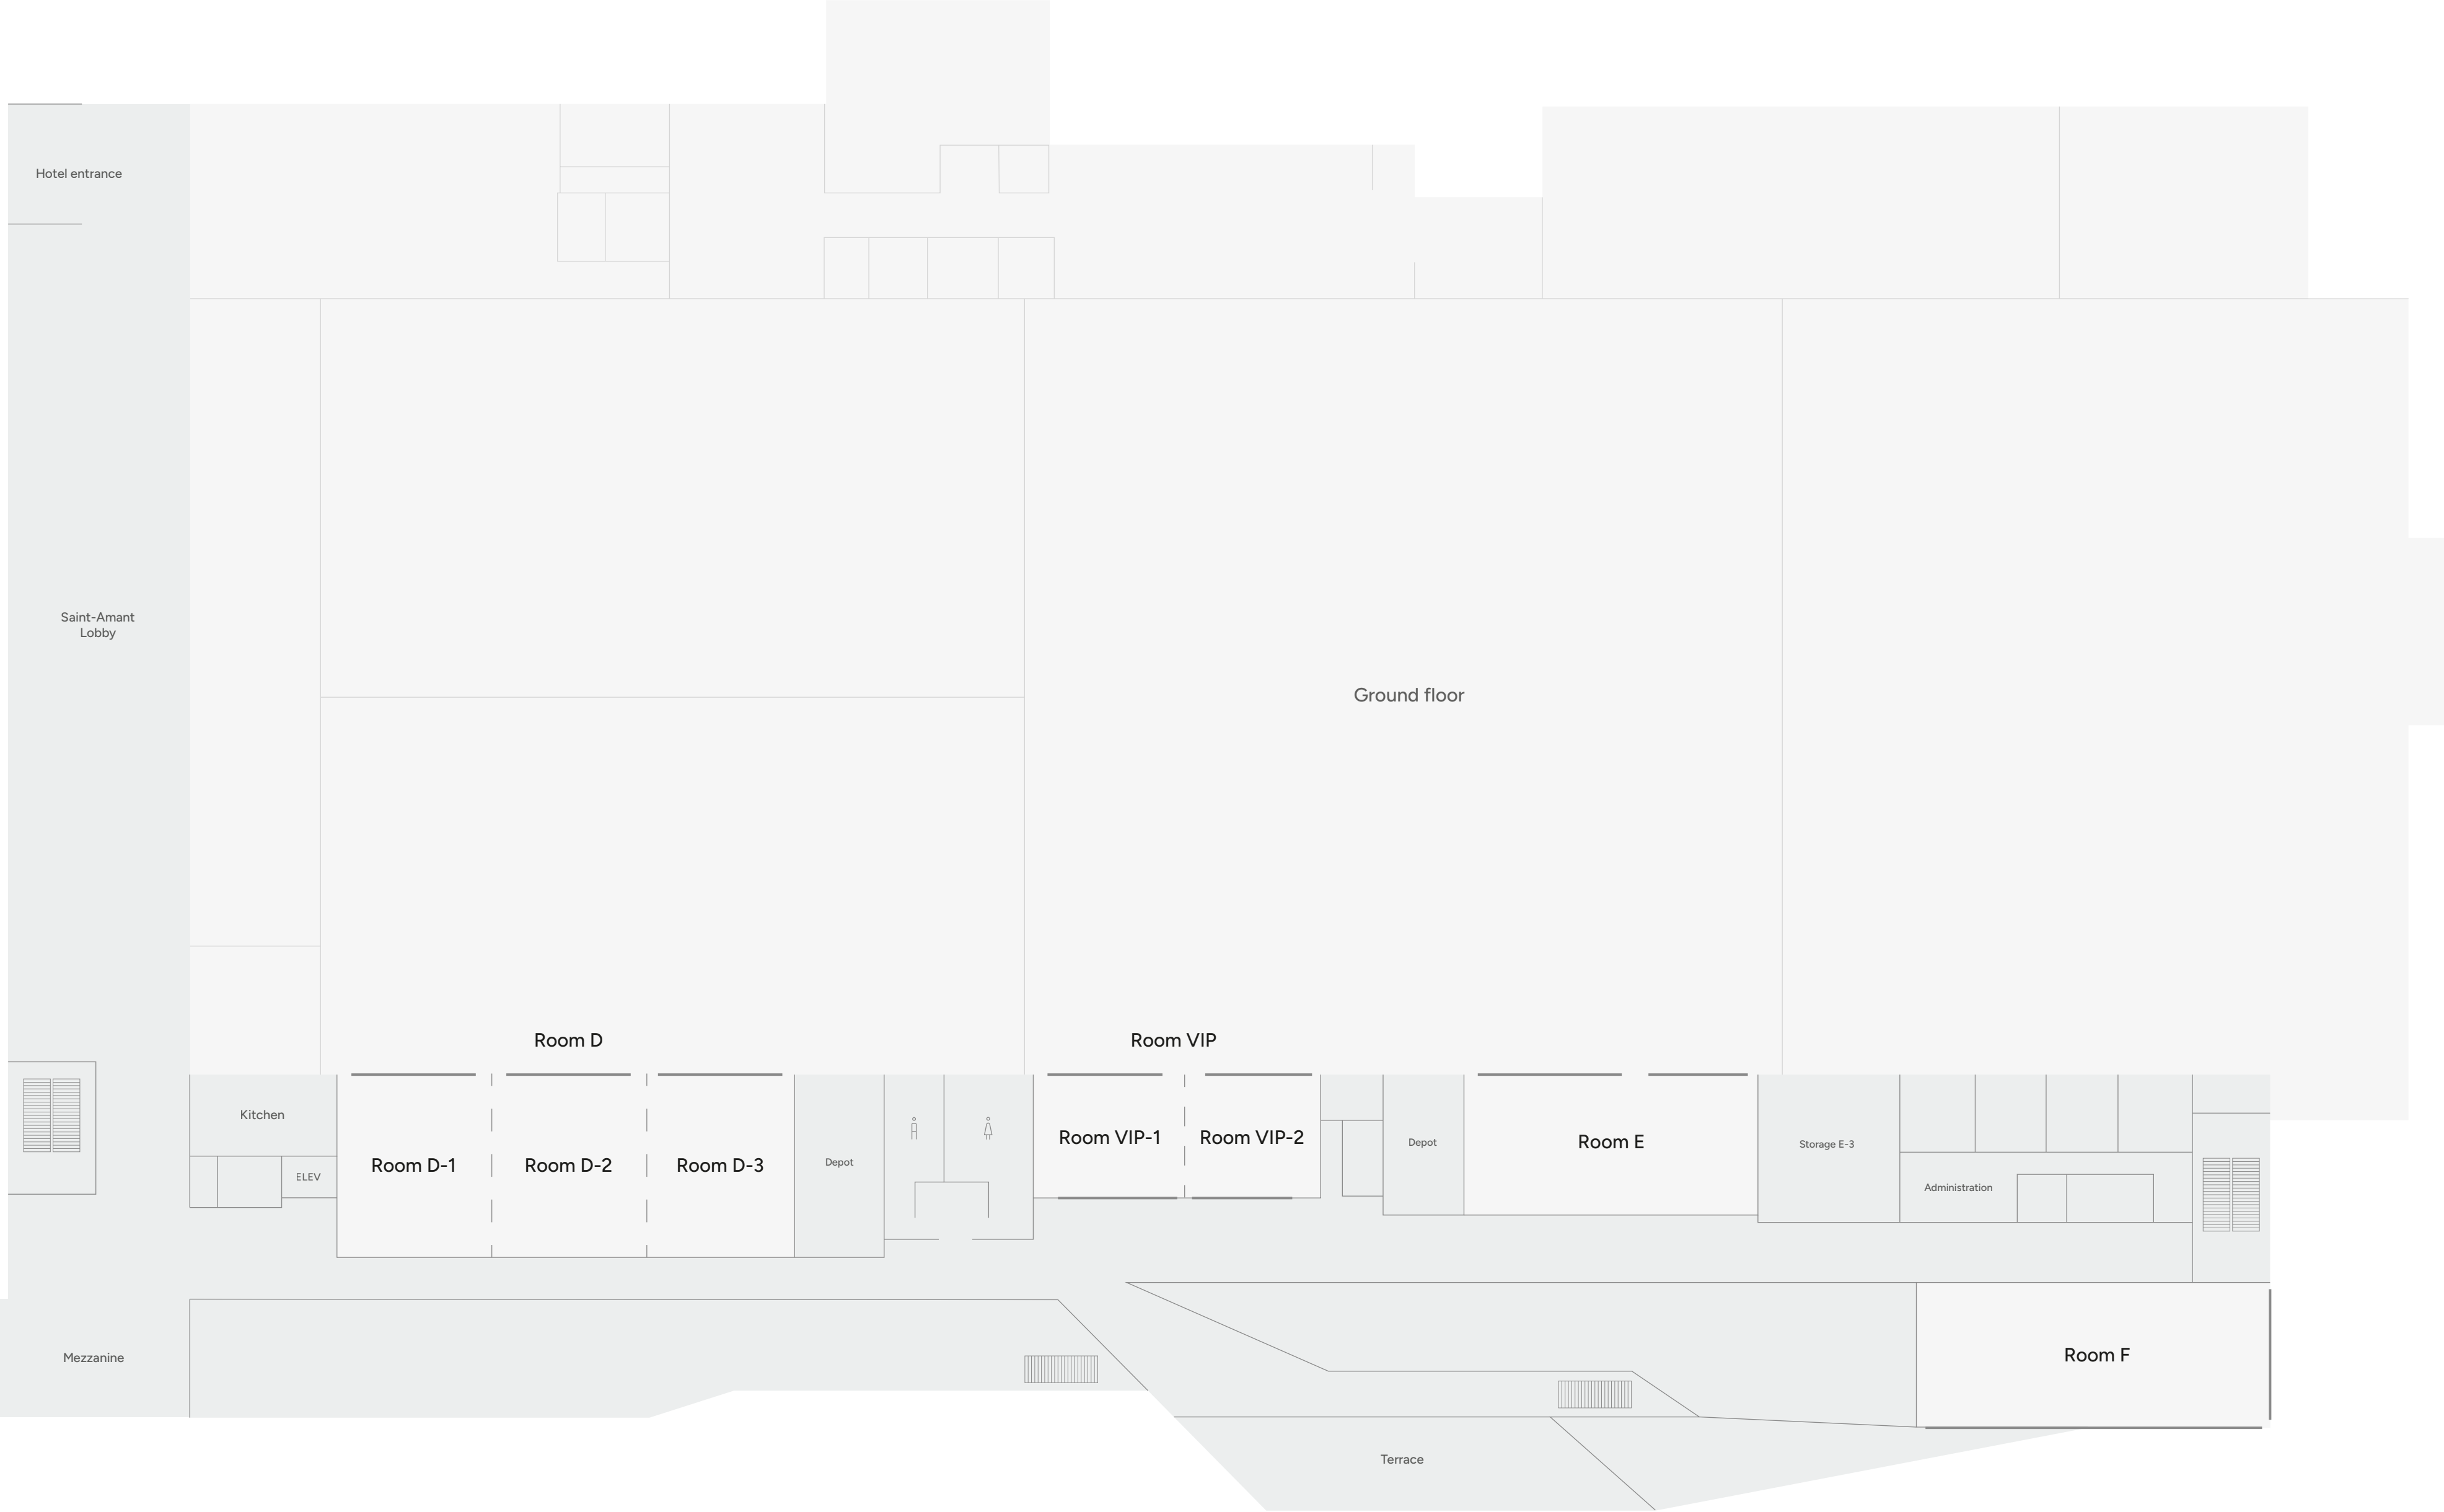 Hotel entrance
Saint-Amant
Lobby
Ground floor
Room D
Room VIP
Kitchen
ELEV
Room D-1
Room D-2
Room D-3
Depot
Room VIP-1
Room VIP-2
Depot
Room E
Storage E-3
Administration
Mezzanine
Room F
Terrace